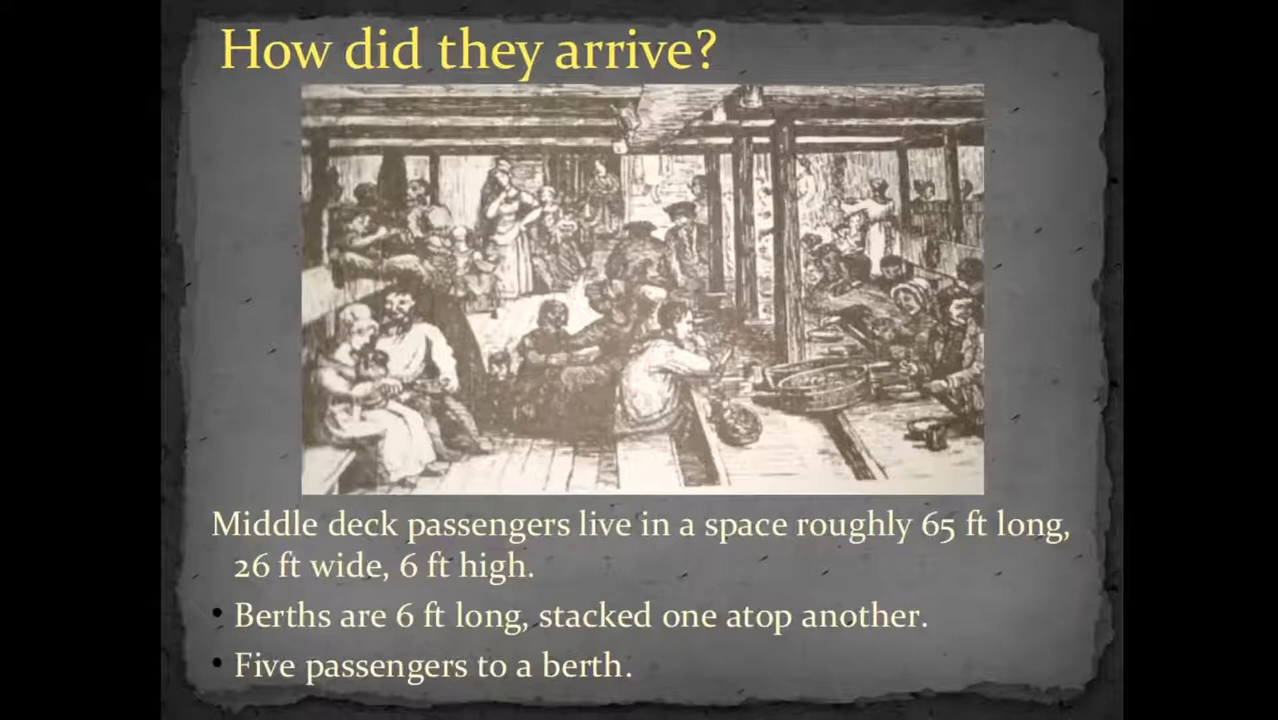 How did they arrive?
Middle deck passengers live in a space roughly 65 ft long,
26 ft wide, 6 ft high.
• Berths are 6 ft long, stacked one atop another.
• Five passengers to a berth.